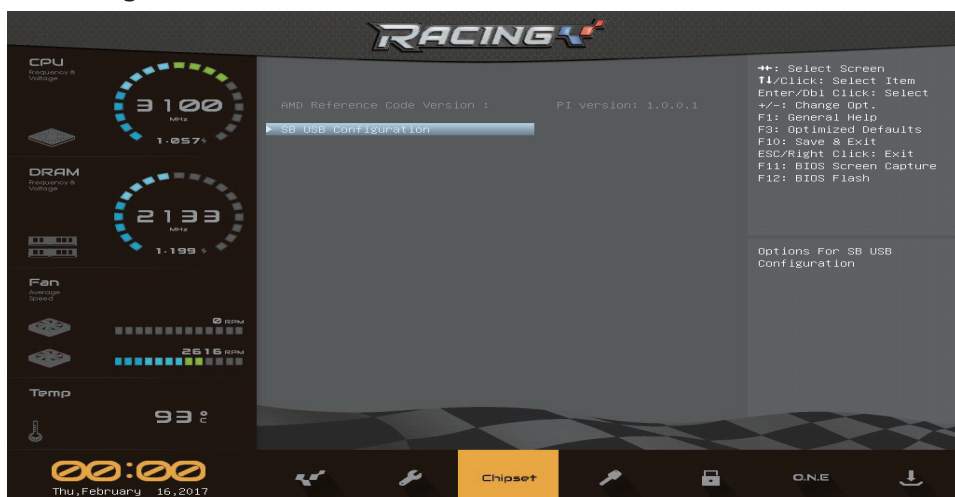 RACING
CPU
Frequency &
Voltage
3100
MHz
1.057
DRAM
Frequency &
Voltage
2133
MHz
1.199
Fan
Average
Speed
0 RPM
2616 RPM
Temp
93 °C
00:00
Thu,February 16,2017
AMD Reference Code Version : PI version: 1.0.0.1
SB USB Configuration
→←: Select Screen
↑↓/Click: Select Item
Enter/Dbl Click: Select
+/-: Change Opt.
F1: General Help
F3: Optimized Defaults
F10: Save & Exit
ESC/Right Click: Exit
F11: BIOS Screen Capture
F12: BIOS Flash
Options For SB USB
Configuration
Chipset
O.N.E